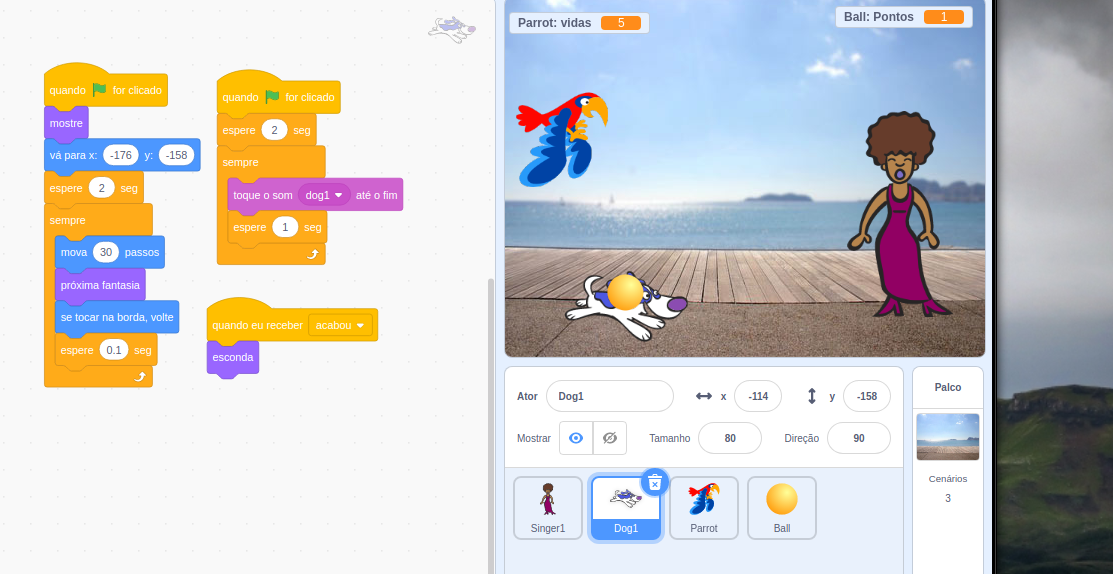 quando for clicado
mostre
vá para x: -176 y: -158
espere 2 seg
sempre
mova 30 passos
próxima fantasia
se tocar na borda, volte
espere 0.1 seg
quando for clicado
espere 2 seg
sempre
toque o som dog1 até o fim
espere 1 seg
quando eu receber acabou
esconda
Parrot: vidas 5
Ball: Pontos 1
Ator Dog1 x -114 y -158
Mostrar Tamanho 80 Direção 90
Singer1
Dog1
Parrot
Ball
Palco
Cenários
3